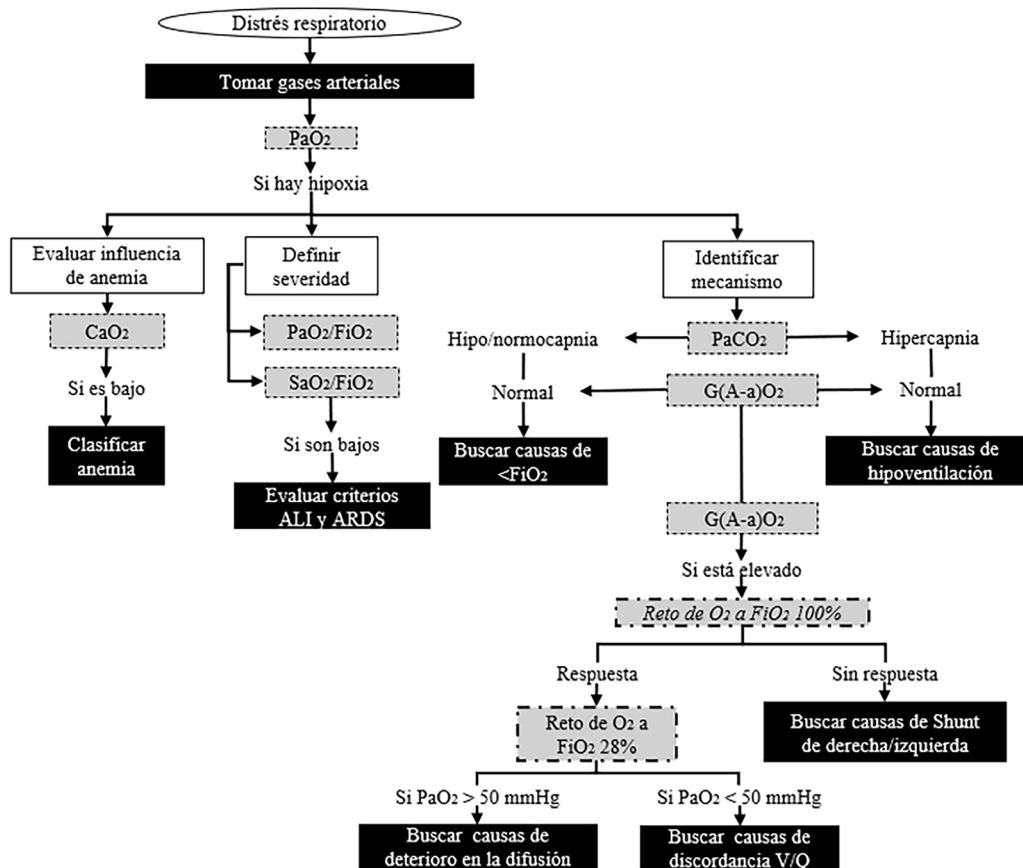 Distrés respiratorio
Tomar gases arteriales
PaO₂
Si hay hipoxia
Evaluar influencia
de anemia
CaO₂
Si es bajo
Clasificar
anemia
Definir
severidad
PaO₂/FiO₂
SaO₂/FiO₂
Si son bajos
Evaluar criterios
ALI y ARDS
Identificar
mecanismo
PaCO₂
Hipo/normocapnia
Hipercapnia
G(A-a)O₂
Normal
Normal
Buscar causas de
<FiO₂
Buscar causas de
hipoventilación
G(A-a)O₂
Si está elevado
Reto de O₂ a FiO₂ 100%
Respuesta
Sin respuesta
Reto de O₂ a
FiO₂ 28%
Buscar causas de Shunt
de derecha/izquierda
Si PaO₂ > 50 mmHg
Si PaO₂ < 50 mmHg
Buscar causas de
deterioro en la difusión
Buscar causas de
discordancia V/Q